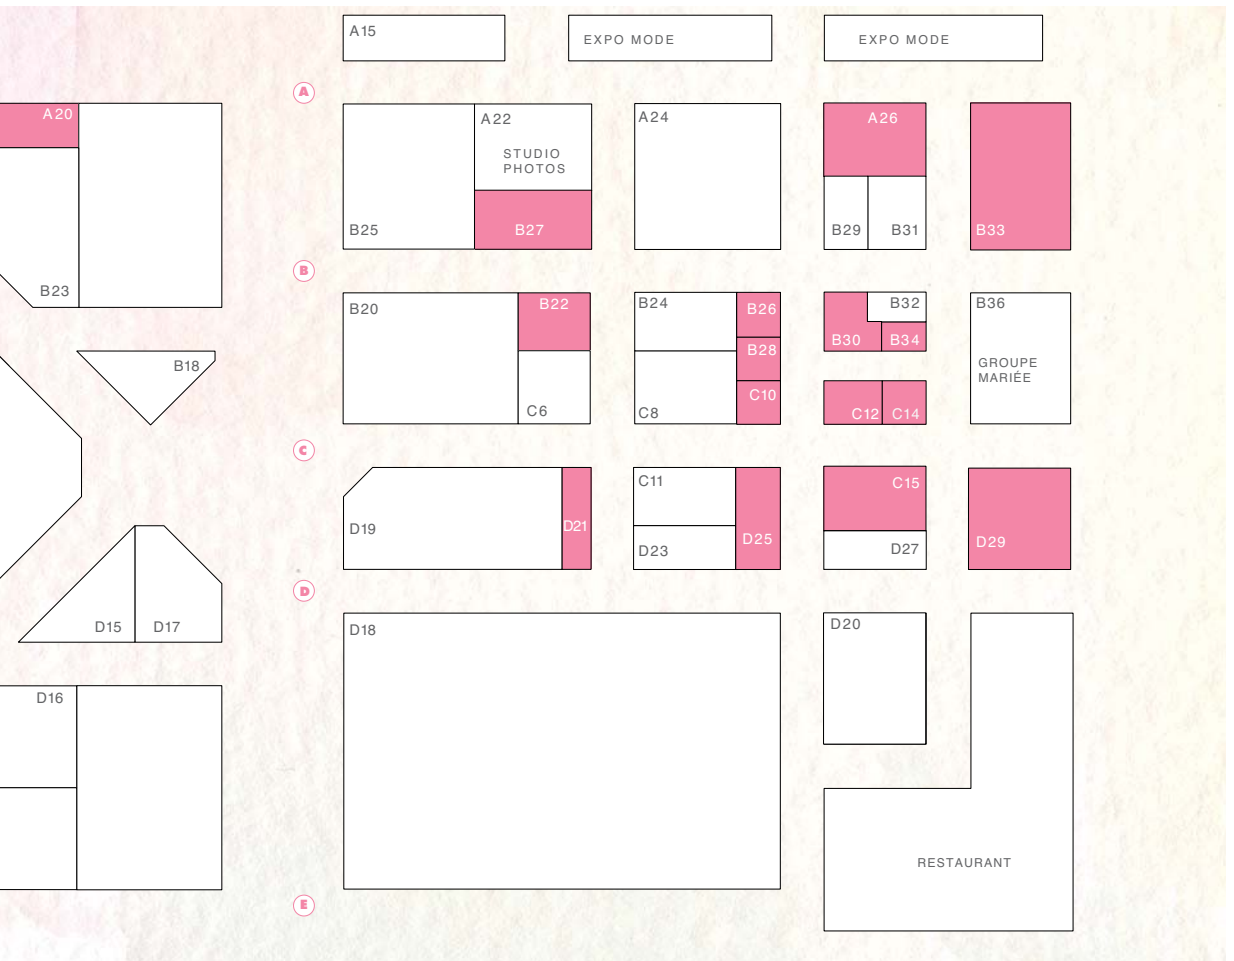 A15
EXPO MODE
EXPO MODE
A
A20
A22
STUDIO
PHOTOS
A24
A26
B25
B27
B29
B31
B33
B
B23
B20
B22
B24
B26
B28
B30
B32
B34
B36
GROUPE
MARIÉE
B18
C6
C8
C10
C12
C14
C
C11
C15
D19
D21
D23
D25
D27
D29
D
D15
D17
D18
D20
D16
RESTAURANT
E